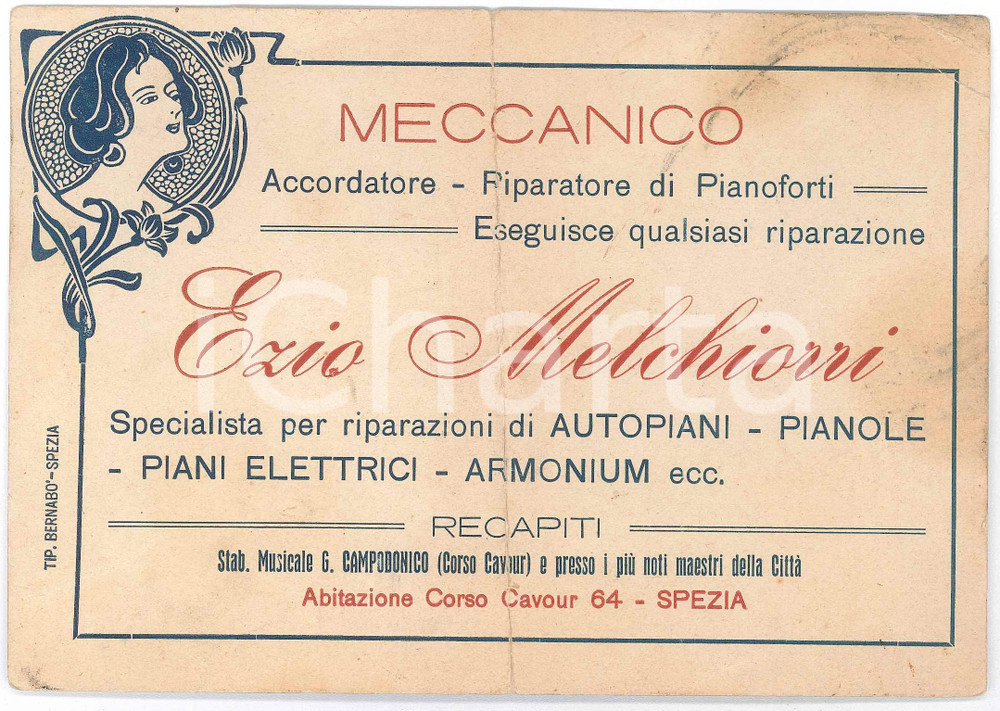 MECCANICO
Accordatore - Riparatore di Pianoforti
Eseguisce qualsiasi riparazione
Ezio Melchiorri
iCharta
Specialista per riparazioni di AUTOPIANI - PIANOLE
- PIANI ELETTRICI - ARMONIUM ecc.
RECAPITI
Stab. Musicale G. CAMPODONICO (Corso Cavour) e presso i più noti maestri della Città
Abitazione Corso Cavour 64 - SPEZIA
TIP. BERNABO'-SPEZIA